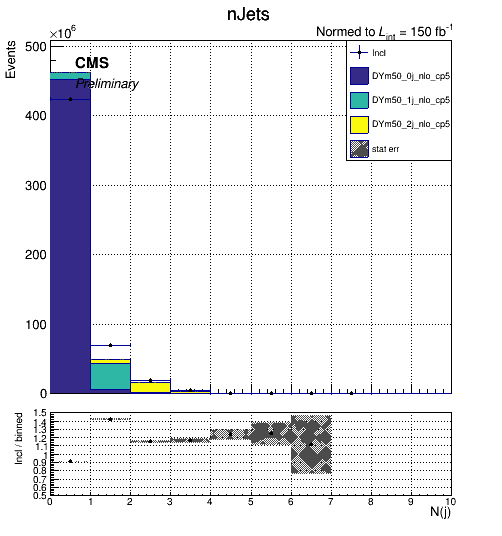 nJets
×10⁶
Normed to L_int = 150 fb⁻¹
Events
500
400
300
200
100
0
CMS
Preliminary
Incl
DYm50_0j_nlo_cp5
DYm50_1j_nlo_cp5
DYm50_2j_nlo_cp5
stat err
Incl / binned
1.5
1.4
1.3
1.2
1.1
1
0.9
0.8
0.7
0.6
0.5
0 1 2 3 4 5 6 7 8 9 10
N(j)